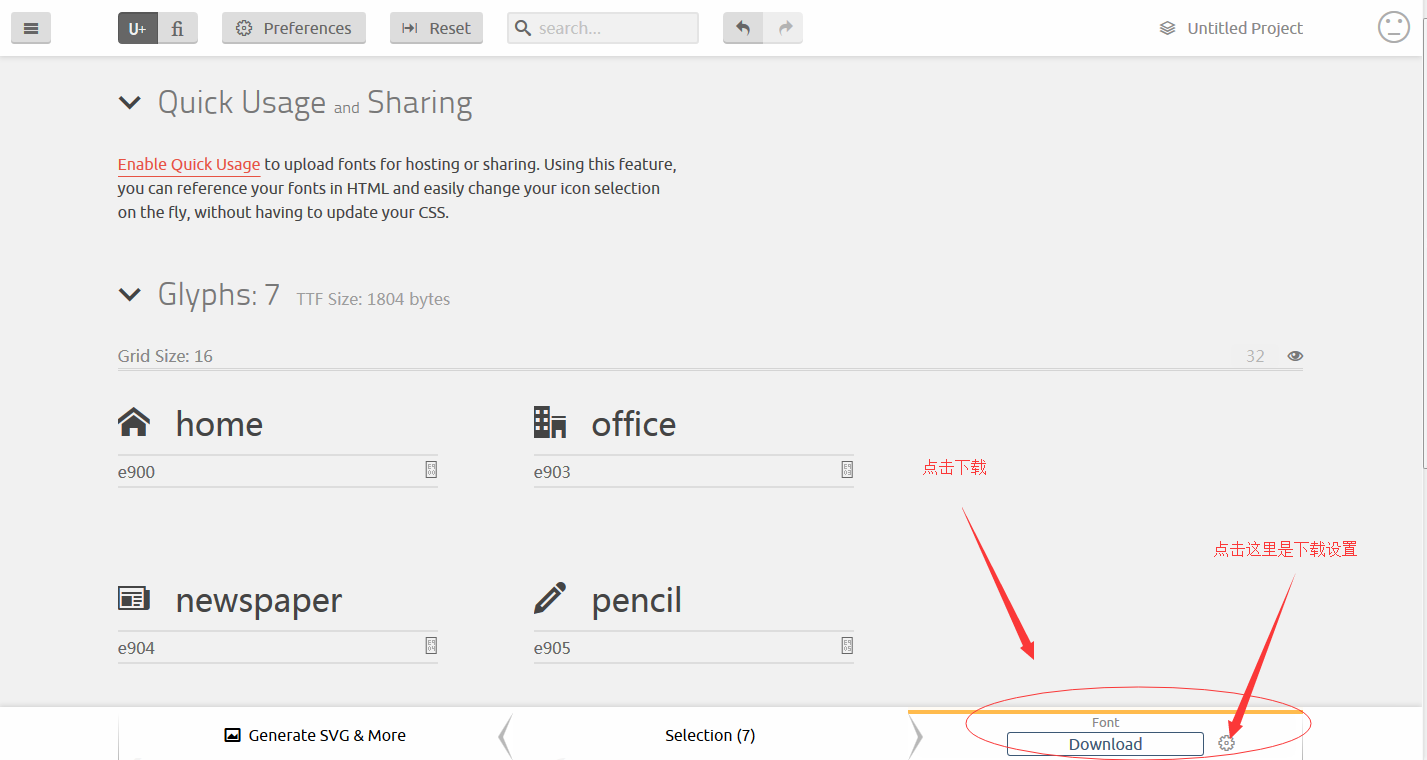 U+
fi
Preferences
Reset
search...
Untitled Project
Quick Usage and Sharing
Enable Quick Usage to upload fonts for hosting or sharing. Using this feature,
you can reference your fonts in HTML and easily change your icon selection
on the fly, without having to update your CSS.
Glyphs: 7 TTF Size: 1804 bytes
Grid Size: 16
32
home
office
e900
e903
点击下载
点击这里是下载设置
newspaper
pencil
e904
e905
Generate SVG & More
Selection (7)
Font
Download